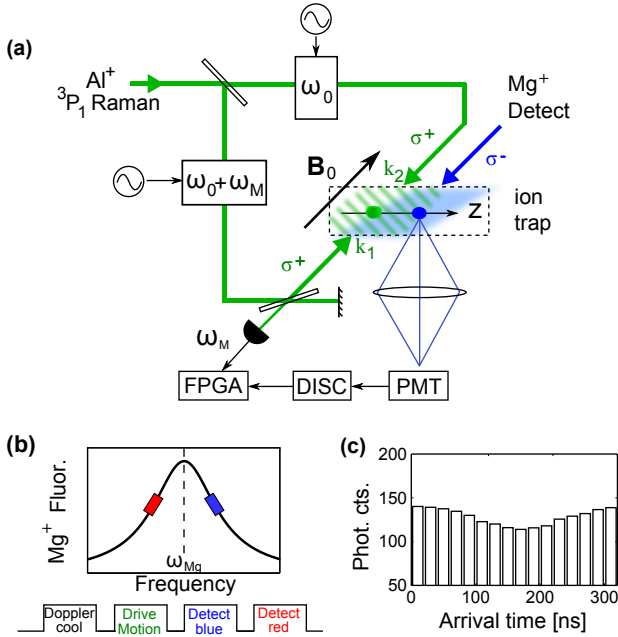 (a)
Al+
3P1 Raman
ω0
Mg+
Detect
σ+
σ-
B0
k2
ω0+ωM
z
ion
trap
σ+
k1
ωM
FPGA
DISC
PMT
(b)
Mg+ Fluor.
ωMg
Frequency
Doppler
cool
Drive
Motion
Detect
blue
Detect
red
(c)
Phot. cts.
200
150
100
50
0
100
200
300
Arrival time [ns]